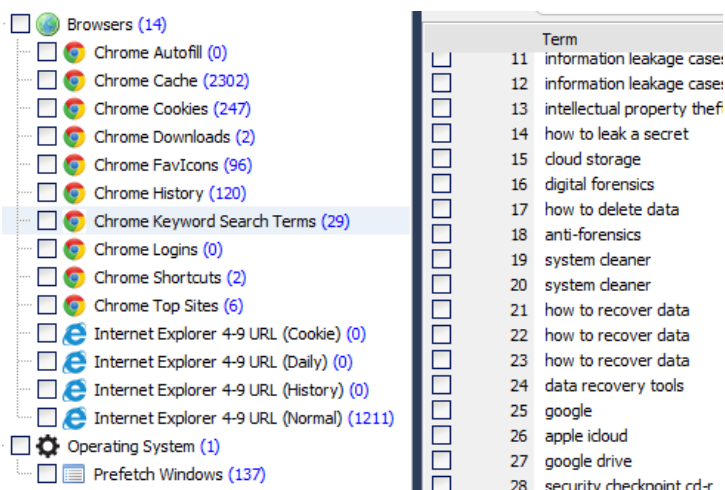 Browsers (14)
Chrome Autofill (0)
Chrome Cache (2302)
Chrome Cookies (247)
Chrome Downloads (2)
Chrome FavIcons (96)
Chrome History (120)
Chrome Keyword Search Terms (29)
Chrome Logins (0)
Chrome Shortcuts (2)
Chrome Top Sites (6)
Internet Explorer 4-9 URL (Cookie) (0)
Internet Explorer 4-9 URL (Daily) (0)
Internet Explorer 4-9 URL (History) (0)
Internet Explorer 4-9 URL (Normal) (1211)
Operating System (1)
Prefetch Windows (137)
Term
11 information leakage cases
12 information leakage cases
13 intellectual property theft
14 how to leak a secret
15 cloud storage
16 digital forensics
17 how to delete data
18 anti-forensics
19 system cleaner
20 system cleaner
21 how to recover data
22 how to recover data
23 how to recover data
24 data recovery tools
25 google
26 apple icloud
27 google drive
28 security checkpoint cd-r